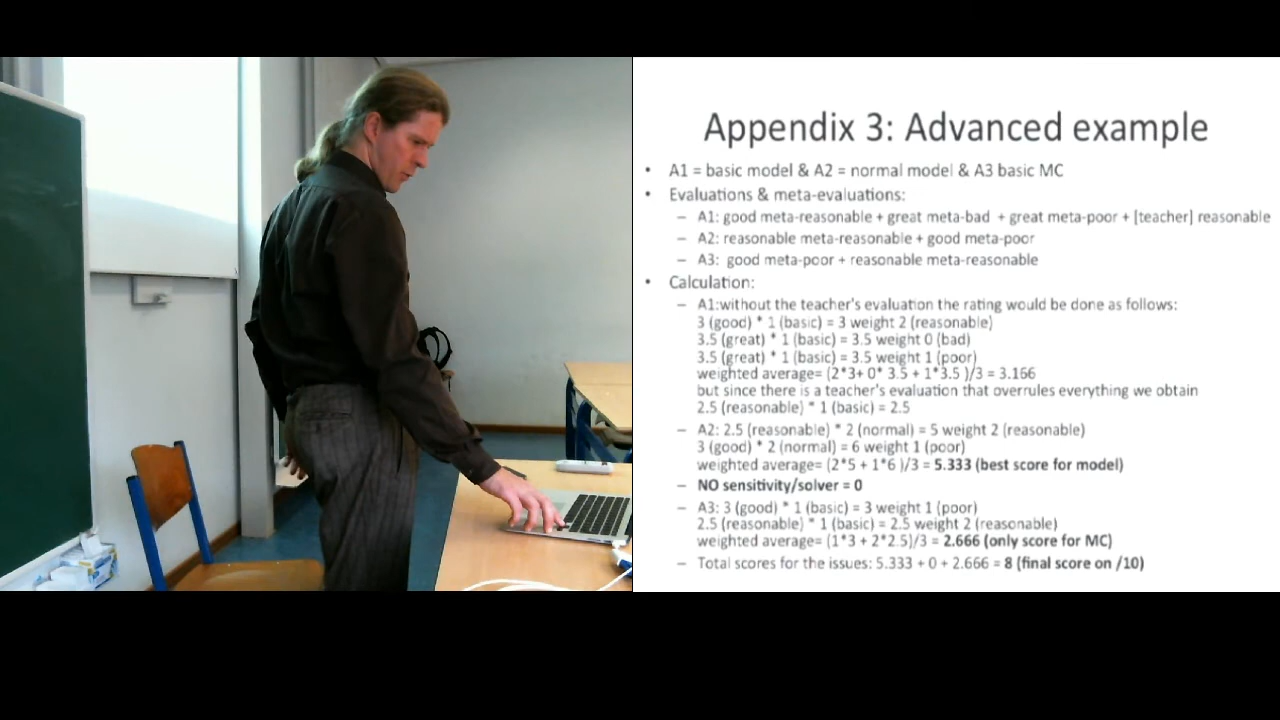 Appendix 3: Advanced example
• A1 = basic model & A2 = normal model & A3 basic MC
• Evaluations & meta-evaluations:
– A1: good meta-reasonable + great meta-bad + great meta-poor + [teacher] reasonable
– A2: reasonable meta-reasonable + good meta-poor
– A3: good meta-poor + reasonable meta-reasonable
• Calculation:
– A1:without the teacher's evaluation the rating would be done as follows:
3 (good) * 1 (basic) = 3 weight 2 (reasonable)
3.5 (great) * 1 (basic) = 3.5 weight 0 (bad)
3.5 (great) * 1 (basic) = 3.5 weight 1 (poor)
weighted average= (2*3+ 0* 3.5 + 1*3.5 )/3 = 3.166
but since there is a teacher's evaluation that overrules everything we obtain
2.5 (reasonable) * 1 (basic) = 2.5
– A2: 2.5 (reasonable) * 2 (normal) = 5 weight 2 (reasonable)
3 (good) * 2 (normal) = 6 weight 1 (poor)
weighted average= (2*5 + 1*6 )/3 = 5.333 (best score for model)
– NO sensitivity/solver = 0
– A3: 3 (good) * 1 (basic) = 3 weight 1 (poor)
2.5 (reasonable) * 1 (basic) = 2.5 weight 2 (reasonable)
weighted average= (1*3 + 2*2.5)/3 = 2.666 (only score for MC)
– Total scores for the issues: 5.333 + 0 + 2.666 = 8 (final score on /10)